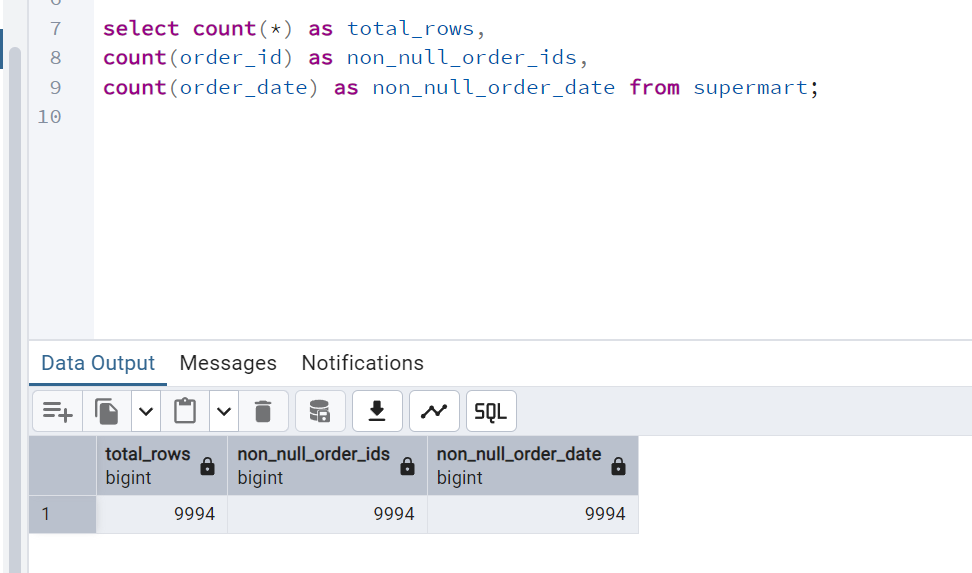 7 select count(*) as total_rows,
8 count(order_id) as non_null_order_ids,
9 count(order_date) as non_null_order_date from supermart;
10
Data Output Messages Notifications
SQL
total_rows non_null_order_ids non_null_order_date
bigint bigint bigint
1 9994 9994 9994